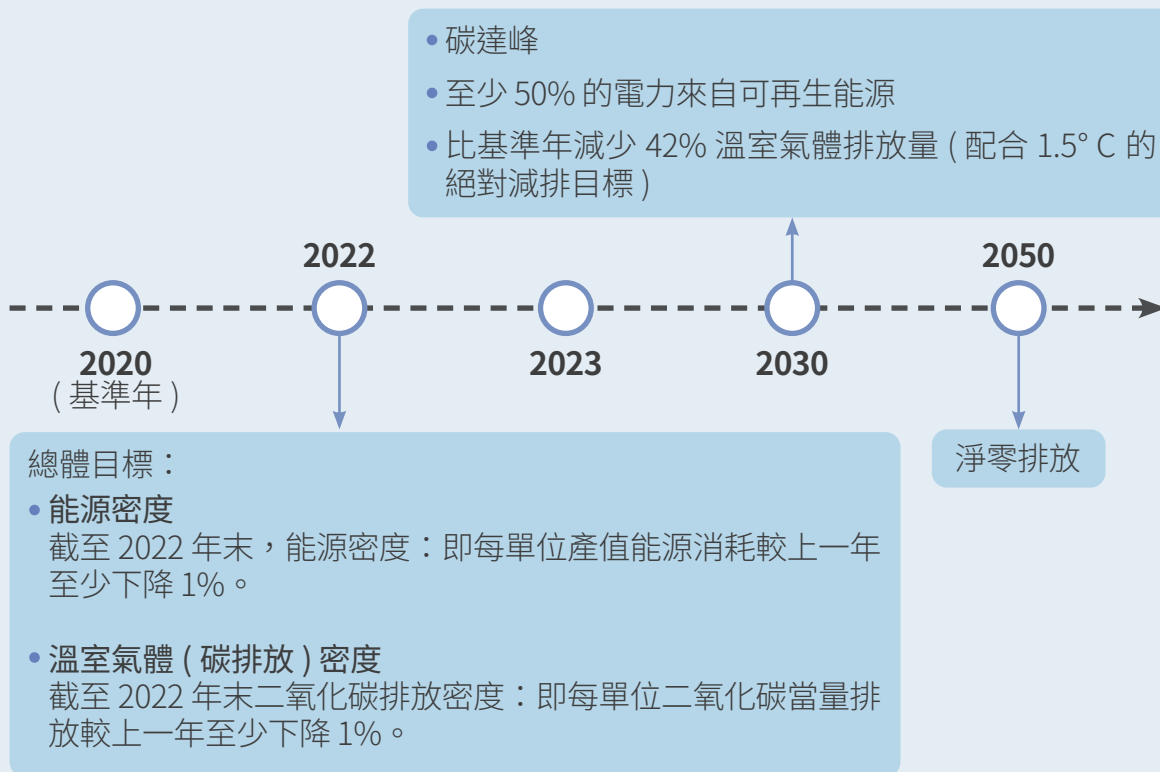 • 碳達峰
• 至少 50% 的電力來自可再生能源
• 比基準年減少 42% 溫室氣體排放量 ( 配合 1.5° C 的
絕對減排目標 )
2022
2050
2020
( 基準年 )
2023
2030
總體目標：
• 能源密度
截至 2022 年末，能源密度：即每單位產值能源消耗較上一年
至少下降 1%。
• 溫室氣體 ( 碳排放 ) 密度
截至 2022 年末二氧化碳排放密度：即每單位二氧化碳當量排
放較上一年至少下降 1%。
淨零排放